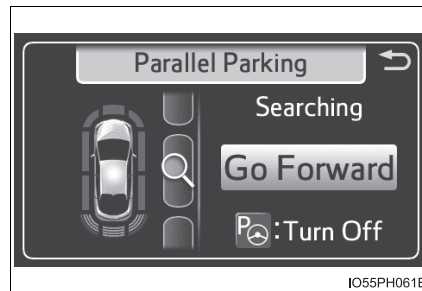 Parallel Parking
Searching
Go Forward
P :Turn Off
IO55PH061E